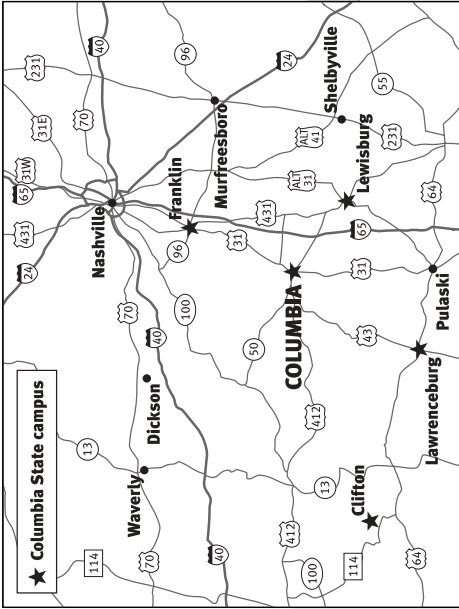 Columbia State campus
24
431
65
31W
31E
231
114
13
Nashville
70
40
Waverly
70
70
Dickson
40
100
96
Franklin
96
40
Murfreesboro
31
50
431
24
412
COLUMBIA
ALT
31
ALT
41
100
13
412
Shelbyville
114
Clifton
43
31
65
Lewisburg
231
55
64
Lawrenceburg
Pulaski
64